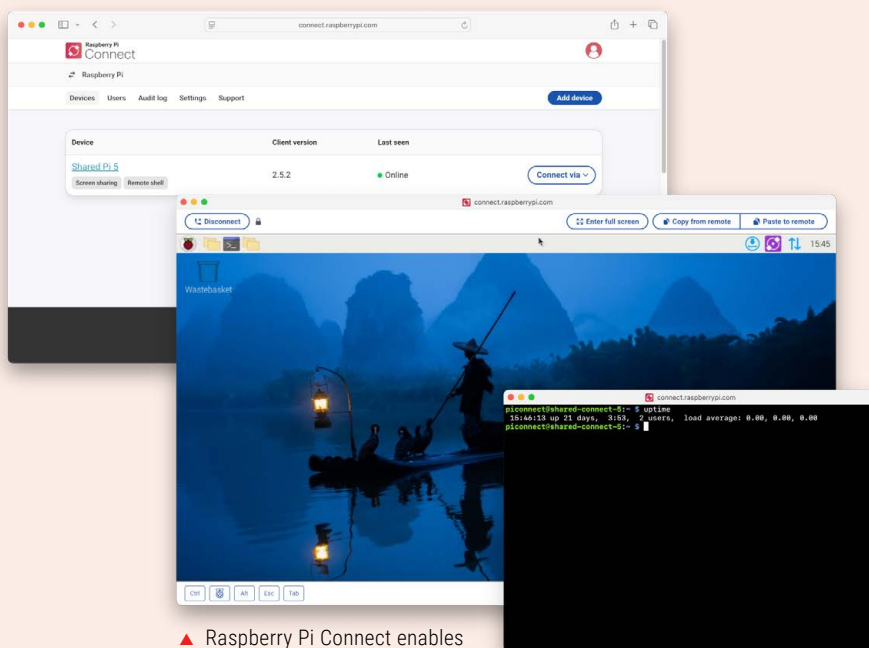 connect.raspberrypi.com
Raspberry Pi
Connect
Raspberry Pi
Devices Users Audit log Settings Support Add device
Device Client version Last seen
Shared Pi 5
Screen sharing Remote shell
2.5.2 Online Connect via
connect.raspberrypi.com
Disconnect Enter full screen Copy from remote Paste to remote
15:45
Wastebasket
connect.raspberrypi.com
piconnect@shared-connect-5:~ $ uptime
15:46:13 up 21 days, 3:53, 2 users, load average: 0.00, 0.00, 0.00
piconnect@shared-connect-5:~ $
Ctrl Alt Esc Tab
▲ Raspberry Pi Connect enables